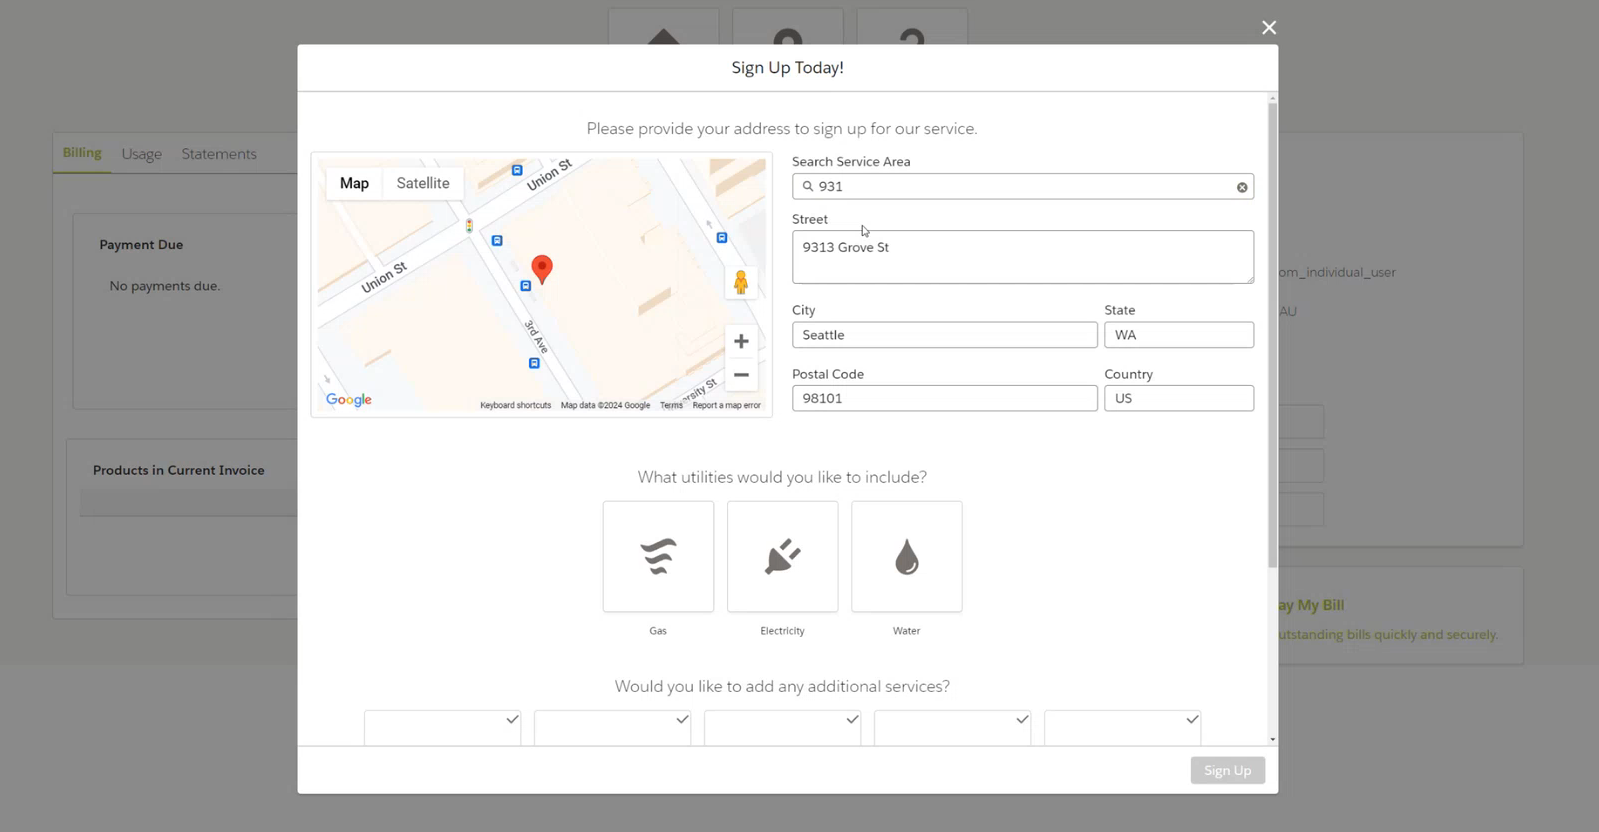 Sign Up Today!
Please provide your address to sign up for our service.
Map
Satellite
Union St
Union St
3rd Ave
ersity St
Google
Keyboard shortcuts
Map data ©2024 Google
Terms
Report a map error
Search Service Area
931
Street
9313 Grove St
City
State
Seattle
WA
Postal Code
Country
98101
US
What utilities would you like to include?
Gas
Electricity
Water
Would you like to add any additional services?
Sign Up
Billing
Usage
Statements
Payment Due
No payments due.
Products in Current Invoice
om_individual_user
AU
ay My Bill
utstanding bills quickly and securely.